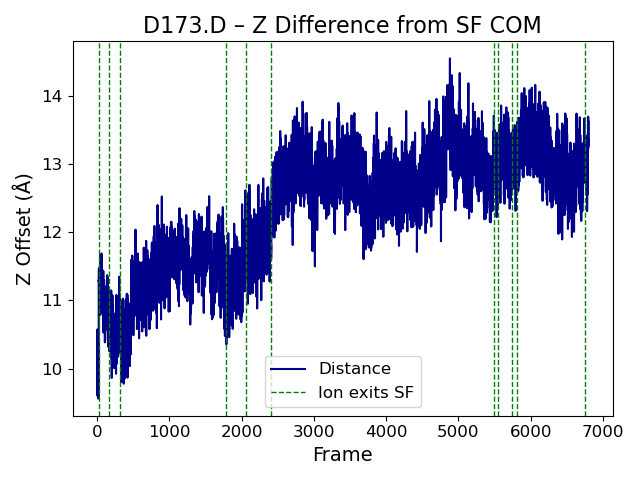 D173.D – Z Difference from SF COM
Z Offset (Å)
14
13
12
11
10
Distance
Ion exits SF
0 1000 2000 3000 4000 5000 6000 7000
Frame